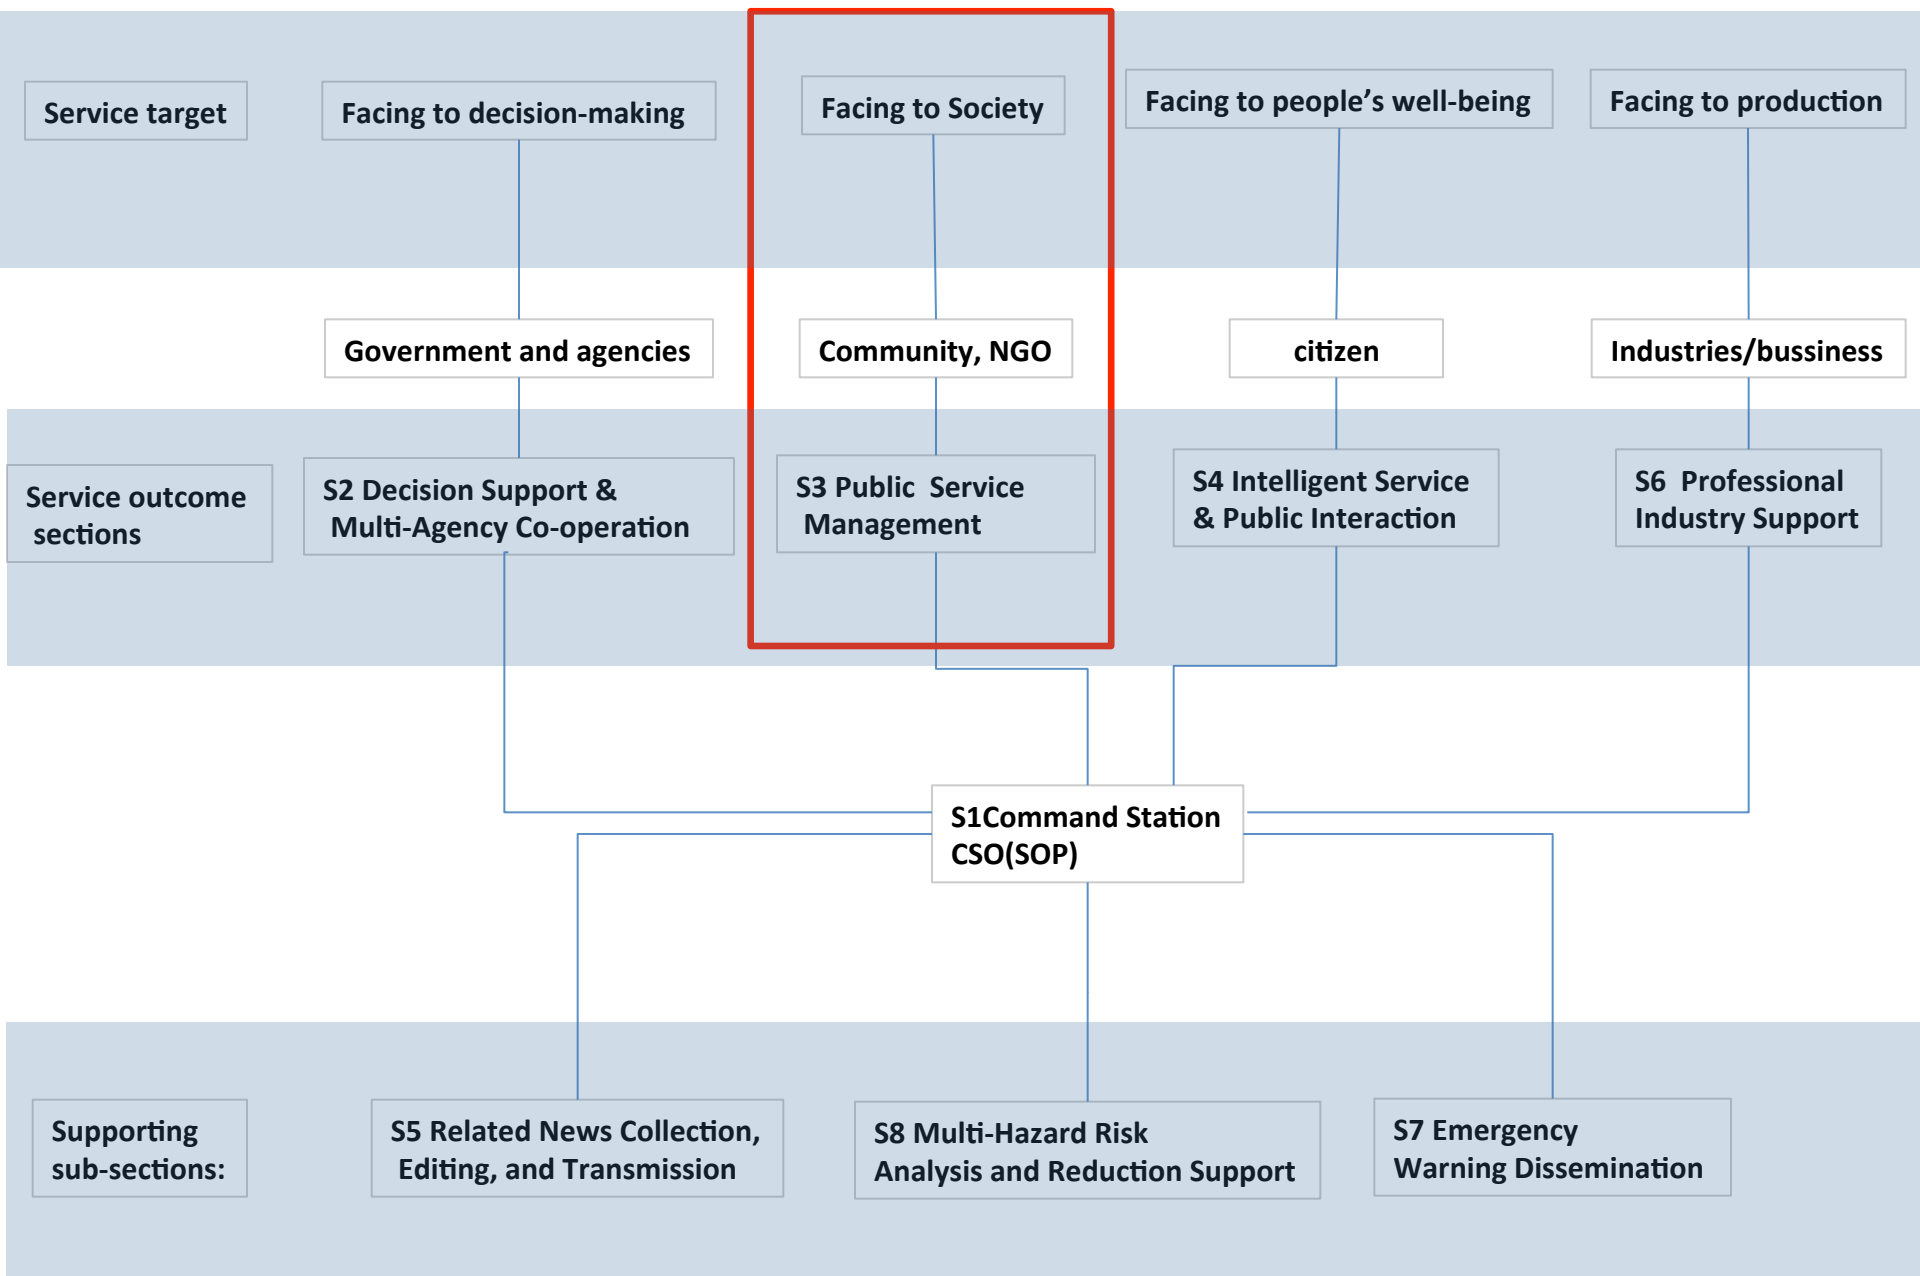 Service target
Facing to decision-making
Facing to Society
Facing to people's well-being
Facing to production
Government and agencies
Community, NGO
citizen
Industries/bussiness
Service outcome
sections
S2 Decision Support &
Multi-Agency Co-operation
S3 Public  Service
Management
S4 Intelligent Service
& Public Interaction
S6  Professional
Industry Support
S1Command Station
CSO(SOP)
Supporting
sub-sections:
S5 Related News Collection,
Editing, and Transmission
S8 Multi-Hazard Risk
Analysis and Reduction Support
S7 Emergency
Warning Dissemination